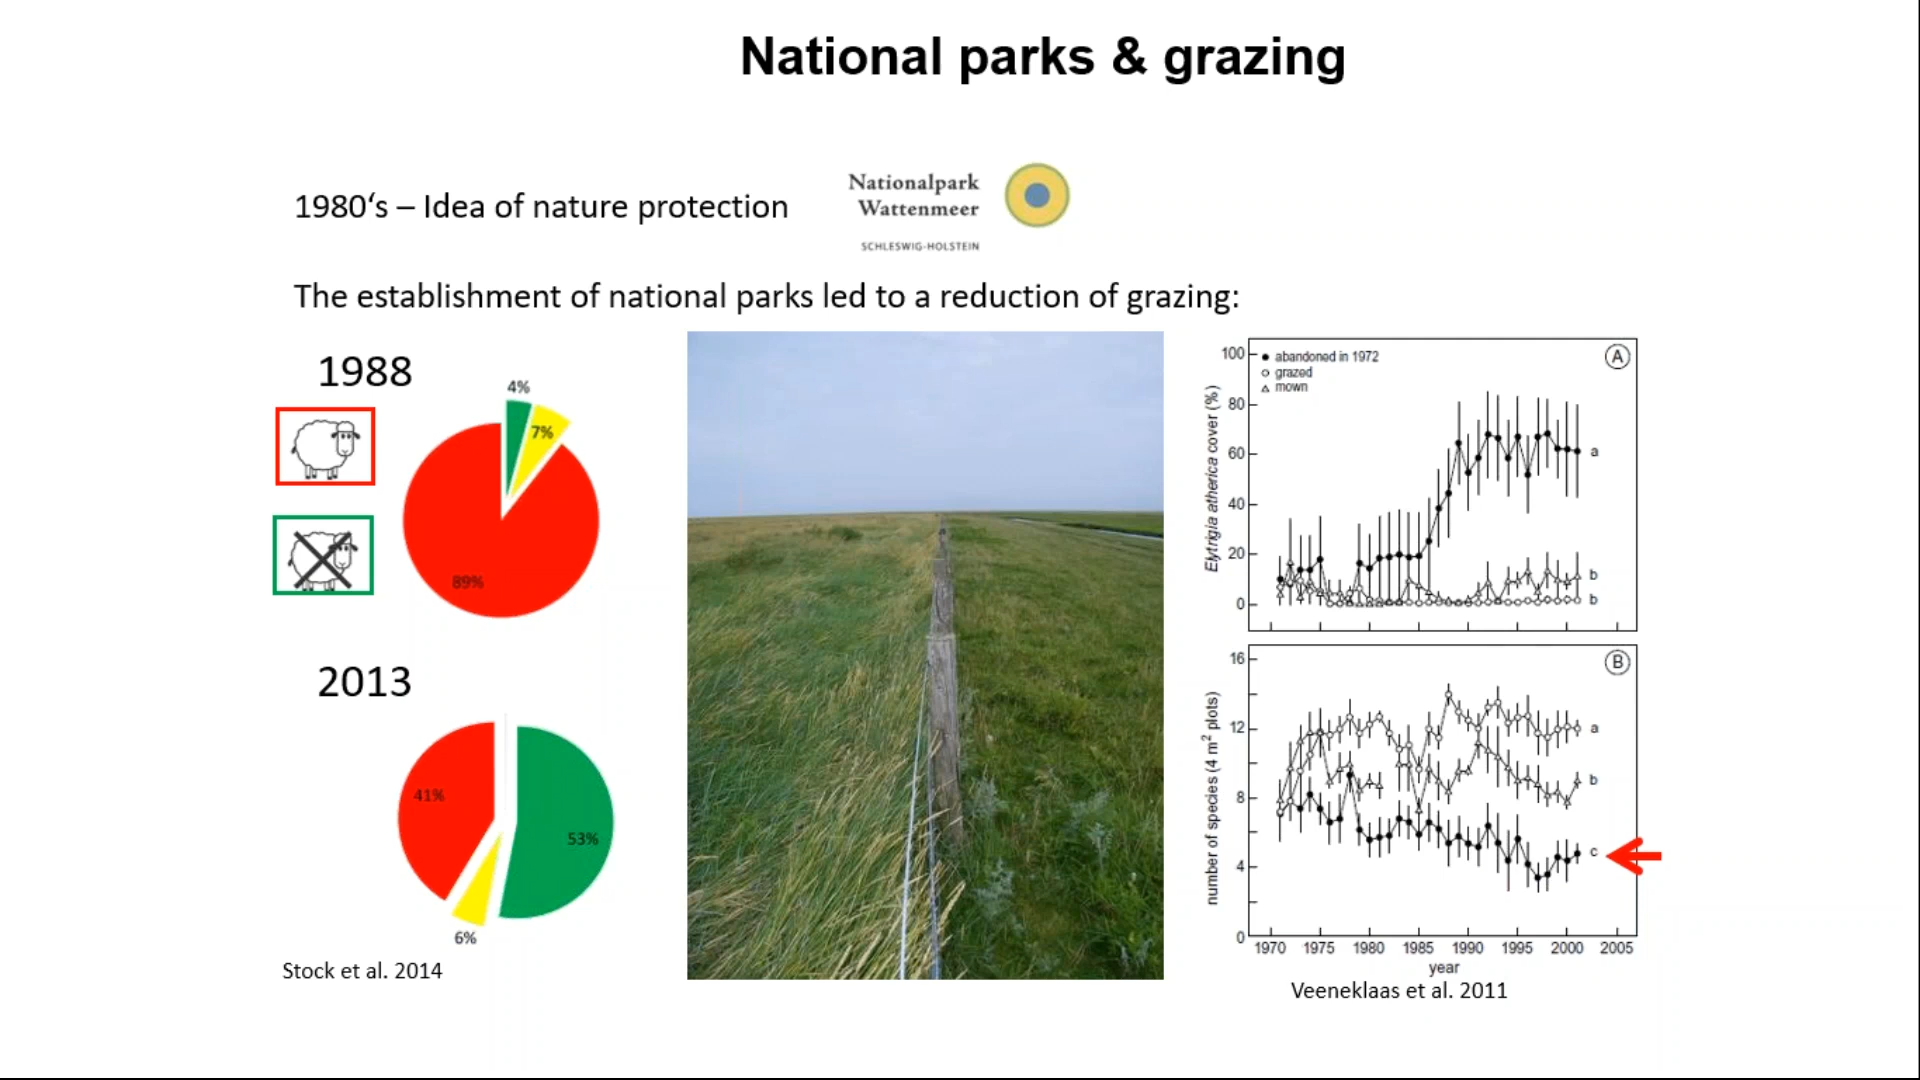 National parks & grazing
1980‘s – Idea of nature protection
Nationalpark
Wattenmeer
SCHLESWIG-HOLSTEIN
The establishment of national parks led to a reduction of grazing:
1988
4%
7%
89%
2013
41%
53%
6%
Stock et al. 2014
A
abandoned in 1972
grazed
mown
Elytrigia atherica cover (%)
100
80
60
40
20
0
a
b
b
B
number of species (4 m² plots)
16
12
8
4
0
a
b
c
1970 1975 1980 1985 1990 1995 2000 2005
year
Veeneklaas et al. 2011